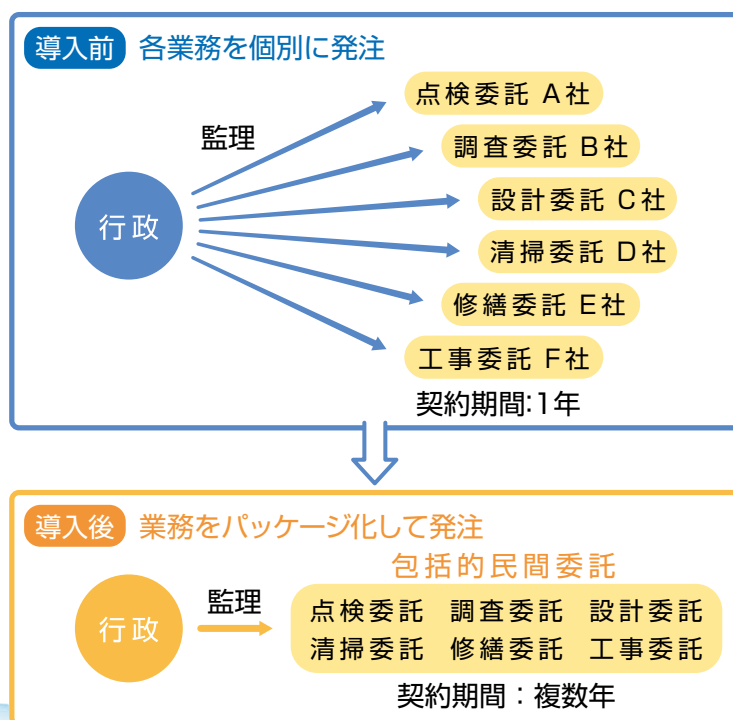 導入前 各業務を個別に発注
点検委託 A社
監理
調査委託 B社
行政
設計委託 C社
清掃委託 D社
修繕委託 E社
工事委託 F社
契約期間:1年
導入後 業務をパッケージ化して発注
包括的民間委託
行政
監理
点検委託 調査委託 設計委託
清掃委託 修繕委託 工事委託
契約期間：複数年